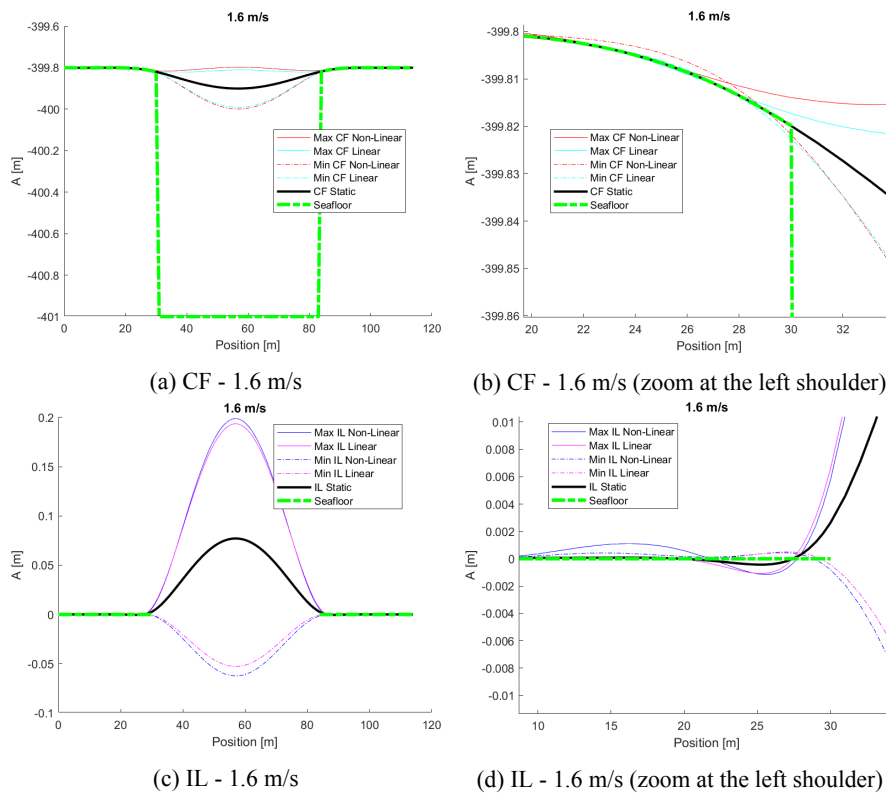 1.6 m/s
-399.6
-399.8
-400
-400.2
-400.4
-400.6
-400.8
-401
A [m]
Max CF Non-Linear
Max CF Linear
Min CF Non-Linear
Min CF Linear
CF Static
Seafloor
0 20 40 60 80 100 120
Position [m]
(a) CF - 1.6 m/s
1.6 m/s
-399.8
-399.81
-399.82
-399.83
-399.84
-399.85
-399.86
A [m]
Max CF Non-Linear
Max CF Linear
Min CF Non-Linear
Min CF Linear
CF Static
Seafloor
20 22 24 26 28 30 32
Position [m]
(b) CF - 1.6 m/s (zoom at the left shoulder)
1.6 m/s
0.2
0.15
0.1
0.05
0
-0.05
-0.1
A [m]
Max IL Non-Linear
Max IL Linear
Min IL Non-Linear
Min IL Linear
IL Static
Seafloor
0 20 40 60 80 100 120
Position [m]
(c) IL - 1.6 m/s
1.6 m/s
0.01
0.008
0.006
0.004
0.002
0
-0.002
-0.004
-0.006
-0.008
-0.01
A [m]
Max IL Non-Linear
Max IL Linear
Min IL Non-Linear
Min IL Linear
IL Static
Seafloor
10 15 20 25 30
Position [m]
(d) IL - 1.6 m/s (zoom at the left shoulder)